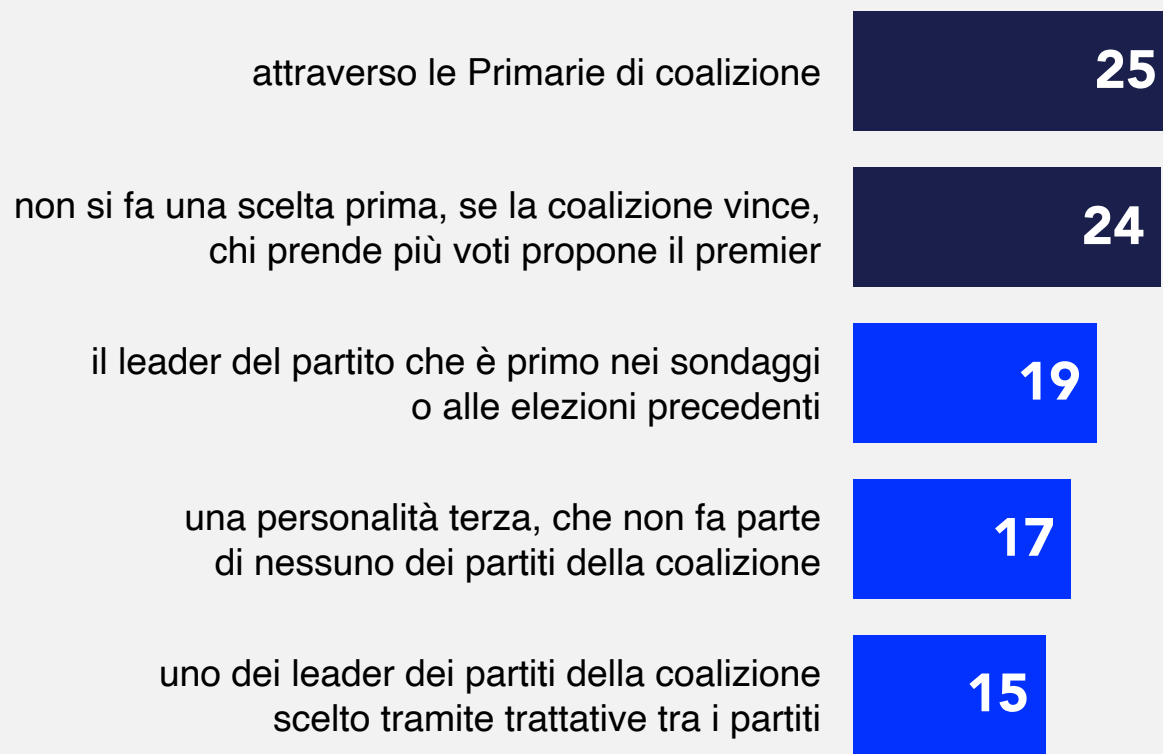 attraverso le Primarie di coalizione
25
non si fa una scelta prima, se la coalizione vince,
chi prende più voti propone il premier
24
il leader del partito che è primo nei sondaggi
o alle elezioni precedenti
19
una personalità terza, che non fa parte
di nessuno dei partiti della coalizione
17
uno dei leader dei partiti della coalizione
scelto tramite trattative tra i partiti
15